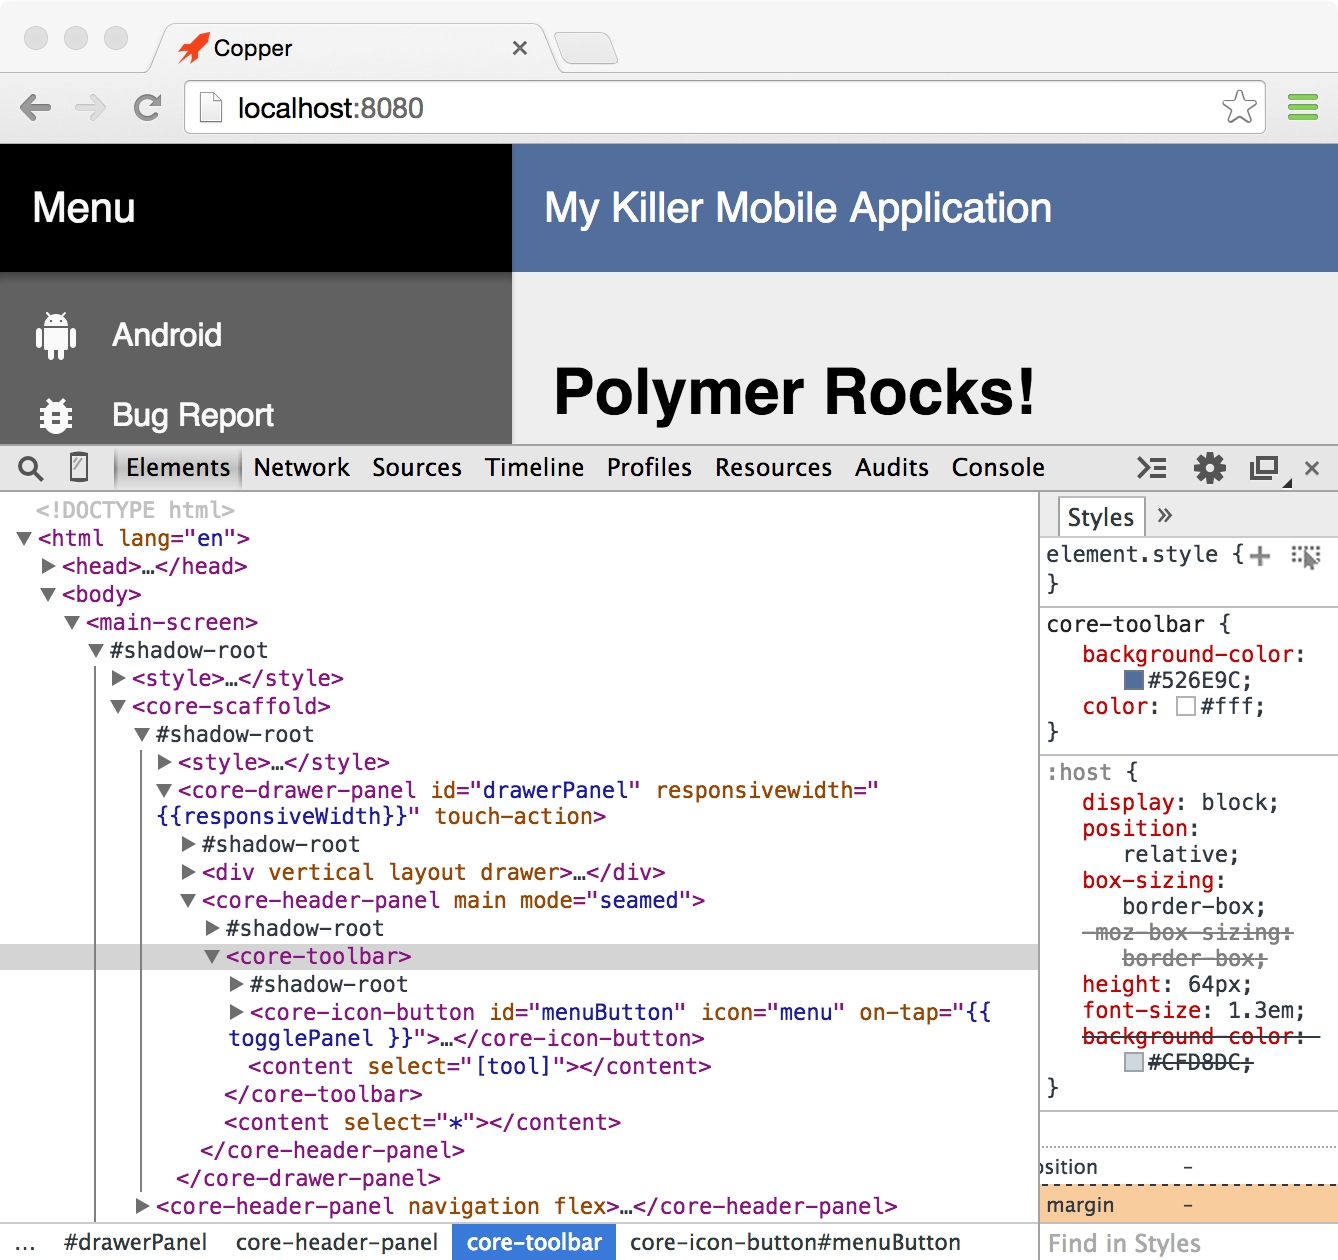 Copper
localhost:8080
Menu
My Killer Mobile Application
Android
Polymer Rocks!
Bug Report
Elements Network Sources Timeline Profiles Resources Audits Console
<!DOCTYPE html>
<html lang="en">
<head>…</head>
<body>
<main-screen>
#shadow-root
<style>…</style>
<core-scaffold>
#shadow-root
<style>…</style>
<core-drawer-panel id="drawerPanel" responsivewidth="
{{responsiveWidth}}" touch-action>
#shadow-root
<div vertical layout drawer>…</div>
<core-header-panel main mode="seamed">
#shadow-root
<core-toolbar>
#shadow-root
<core-icon-button id="menuButton" icon="menu" on-tap="{{
togglePanel }}">…</core-icon-button>
<content select="[tool]"></content>
</core-toolbar>
<content select="*"></content>
</core-header-panel>
</core-drawer-panel>
<core-header-panel navigation flex>…</core-header-panel>
... #drawerPanel core-header-panel core-toolbar core-icon-button#menuButton
Styles »
element.style {
}
core-toolbar {
background-color:
#526E9C;
color: #fff;
}
:host {
display: block;
position:
relative;
box-sizing:
border-box;
-moz-box-sizing:
border-box;
height: 64px;
font-size: 1.3em;
background-color:
#CFD8DC;
}
osition –
margin –
Find in Styles